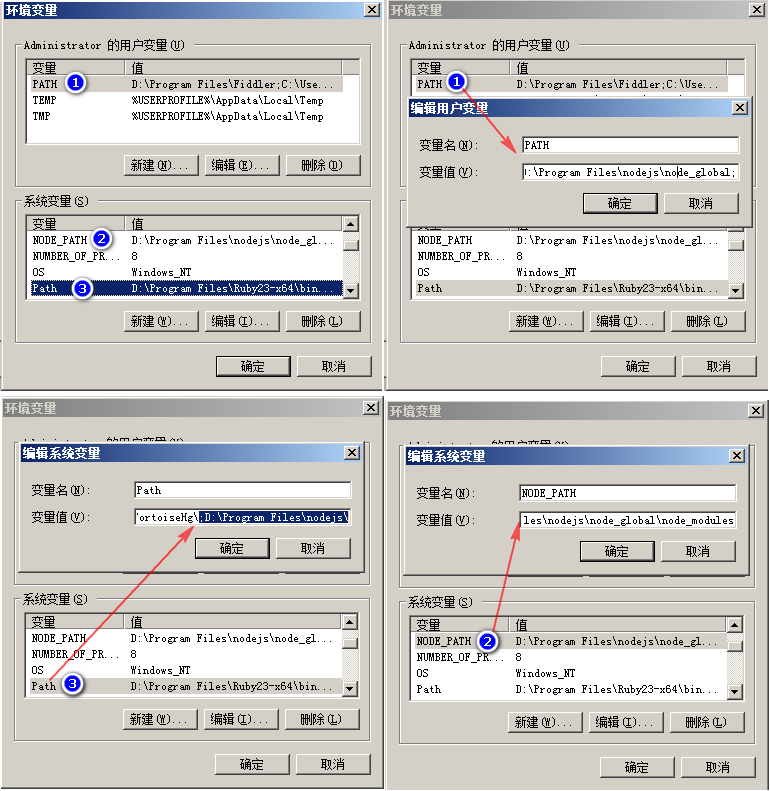 环境变量
Administrator 的用户变量(U)
变量 值
PATH ① D:\Program Files\Fiddler;C:\Use...
TEMP %USERPROFILE%\AppData\Local\Temp
TMP %USERPROFILE%\AppData\Local\Temp
新建(N)... 编辑(E)... 删除(D)
系统变量(S)
变量 值
NODE_PATH ② D:\Program Files\nodejs\node_gl...
NUMBER_OF_PR... 8
OS Windows_NT
Path ③ D:\Program Files\Ruby23-x64\bin...
新建(W)... 编辑(I)... 删除(L)
确定 取消
环境变量
Administrator 的用户变量(U)
变量 值
PATH ① D:\Program Files\Fiddler;C:\Use...
编辑用户变量
变量名(N): PATH
变量值(V): D:\Program Files\nodejs\node_global;
确定 取消
变量 值
NODE_PATH D:\Program Files\nodejs\node_gl...
NUMBER_OF_PR... 8
OS Windows_NT
Path D:\Program Files\Ruby23-x64\bin...
新建(W)... 编辑(I)... 删除(L)
确定 取消
环境变量
编辑系统变量
变量名(N): Path
变量值(V): TortoiseHg\;D:\Program Files\nodejs\
确定 取消
系统变量(S)
变量 值
NODE_PATH D:\Program Files\nodejs\node_gl...
NUMBER_OF_PR... 8
OS Windows_NT
Path ③ D:\Program Files\Ruby23-x64\bin...
新建(W)... 编辑(I)... 删除(L)
确定 取消
环境变量
编辑系统变量
变量名(N): NODE_PATH
变量值(V): les\nodejs\node_global\node_modules
确定 取消
系统变量(S)
变量 值
NODE_PATH ② D:\Program Files\nodejs\node_gl...
NUMBER_OF_PR... 8
OS Windows_NT
Path D:\Program Files\Ruby23-x64\bin...
新建(W)... 编辑(I)... 删除(L)
确定 取消